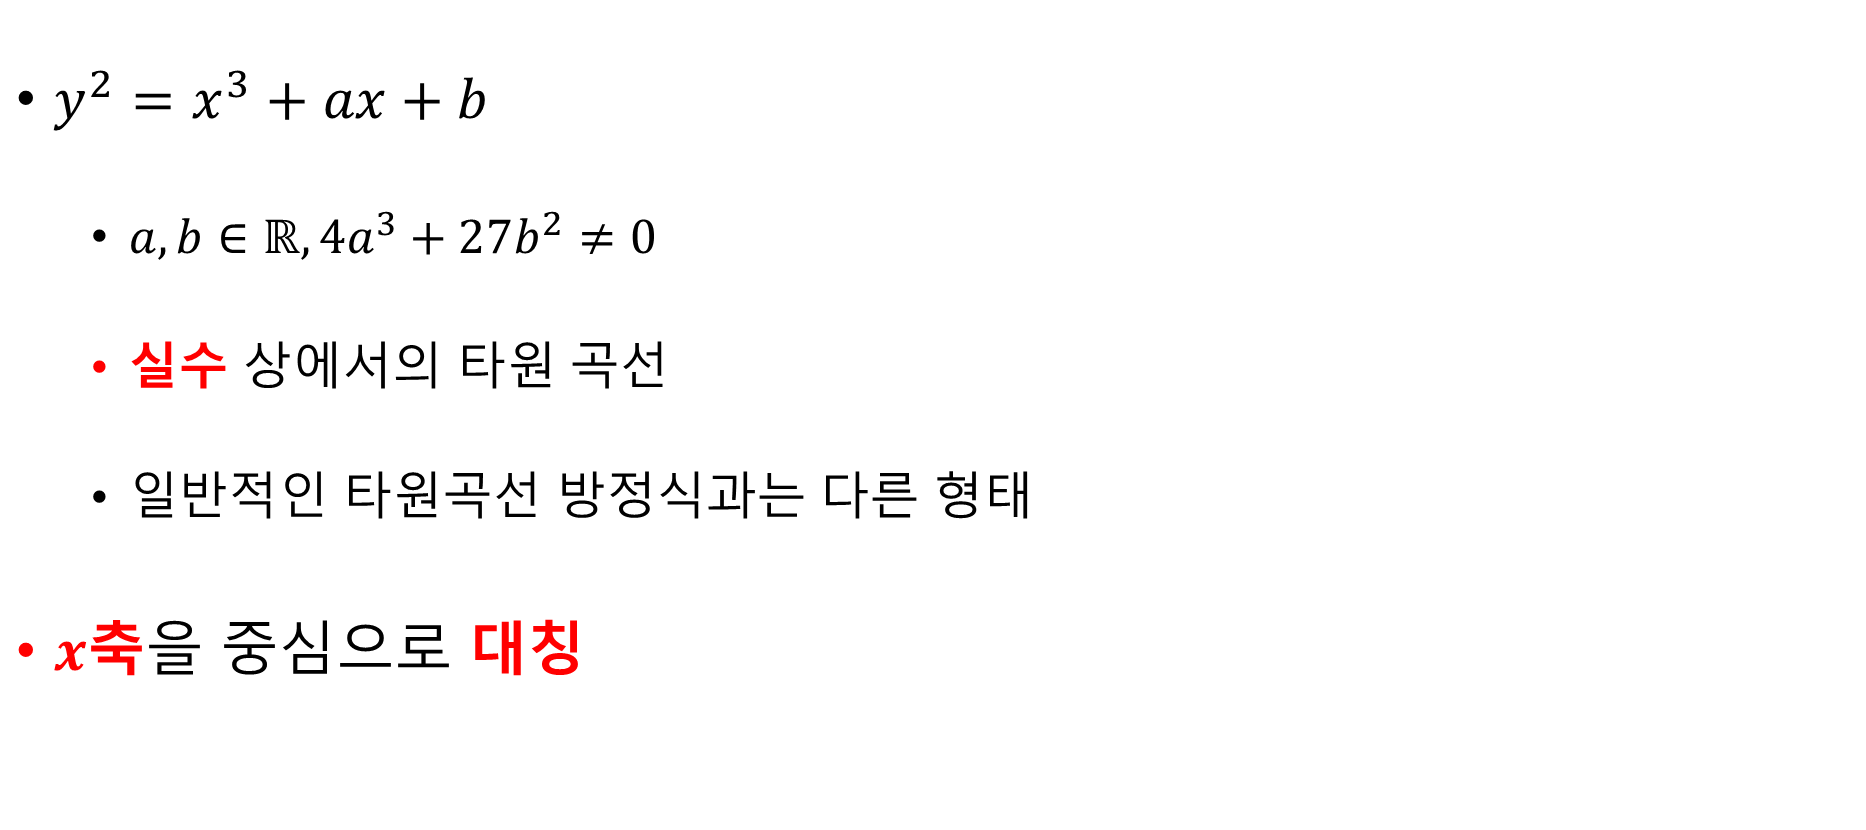 • y² = x³ + ax + b
• a, b ∈ ℝ, 4a³ + 27b² ≠ 0
• 실수 상에서의 타원 곡선
• 일반적인 타원곡선 방정식과는 다른 형태
• x축을 중심으로 대칭